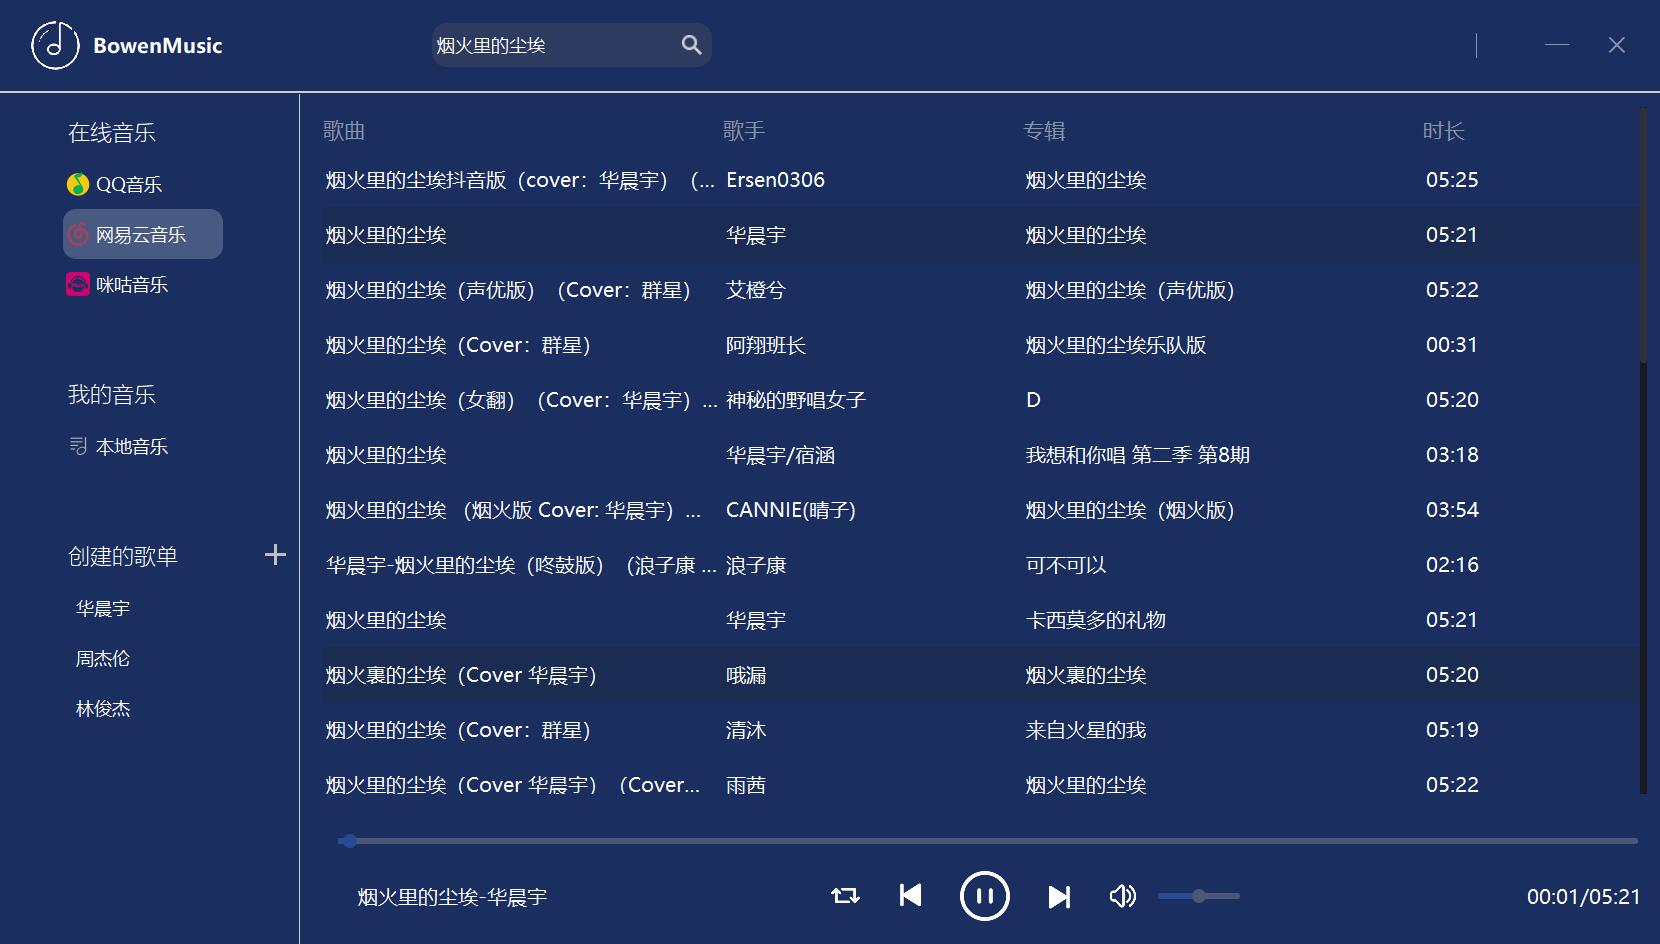 BowenMusic
烟火里的尘埃
在线音乐
QQ音乐
网易云音乐
咪咕音乐
我的音乐
本地音乐
创建的歌单
华晨宇
周杰伦
林俊杰
歌曲 歌手 专辑 时长
烟火里的尘埃抖音版（cover：华晨宇）（... Ersen0306 烟火里的尘埃 05:25
烟火里的尘埃 华晨宇 烟火里的尘埃 05:21
烟火里的尘埃（声优版）（Cover：群星） 艾橙兮 烟火里的尘埃（声优版） 05:22
烟火里的尘埃（Cover：群星） 阿翔班长 烟火里的尘埃乐队版 00:31
烟火里的尘埃（女翻）（Cover：华晨宇）... 神秘的野唱女子 D 05:20
烟火里的尘埃 华晨宇/宿涵 我想和你唱 第二季 第8期 03:18
烟火里的尘埃 （烟火版 Cover: 华晨宇）... CANNIE(晴子) 烟火里的尘埃（烟火版） 03:54
华晨宇-烟火里的尘埃（咚鼓版）（浪子康 ... 浪子康 可不可以 02:16
烟火里的尘埃 华晨宇 卡西莫多的礼物 05:21
烟火裏的尘埃（Cover 华晨宇） 哦漏 烟火裏的尘埃 05:20
烟火里的尘埃（Cover：群星） 清沐 来自火星的我 05:19
烟火里的尘埃（Cover 华晨宇）（Cover... 雨茜 烟火里的尘埃 05:22
烟火里的尘埃-华晨宇
00:01/05:21